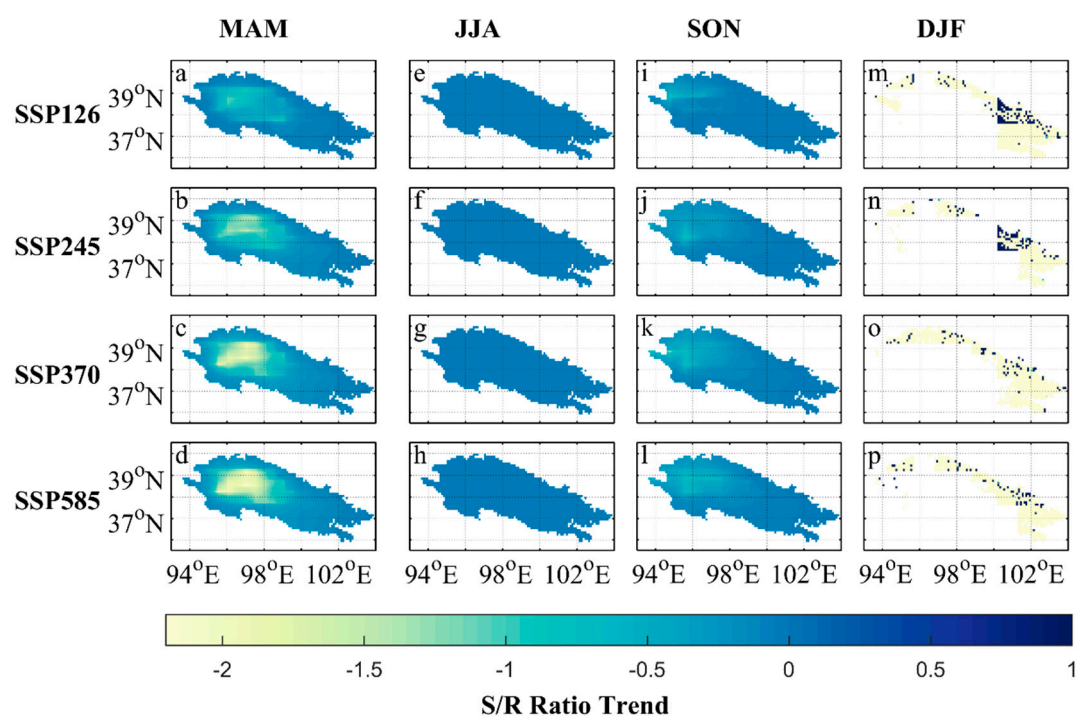 MAM JJA SON DJF
a e i m
SSP126
39°N
37°N
b f j n
SSP245
39°N
37°N
c g k o
SSP370
39°N
37°N
d h l p
SSP585
39°N
37°N
94°E 98°E 102°E 94°E 98°E 102°E 94°E 98°E 102°E 94°E 98°E 102°E
-2 -1.5 -1 -0.5 0 0.5 1
S/R Ratio Trend